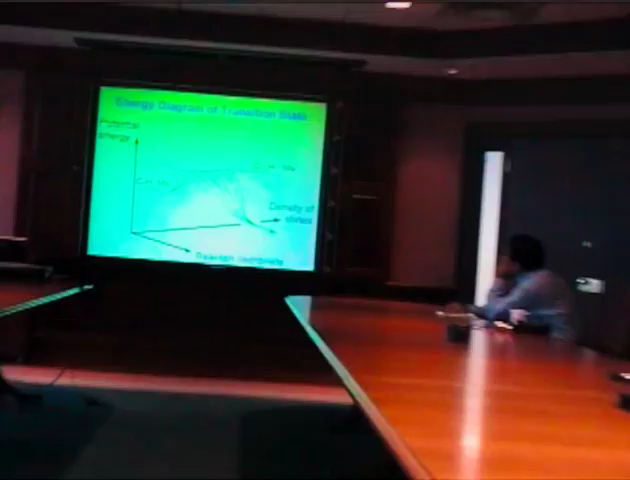 Energy Diagram of Transition State
Potential
energy
Density of
states
Reaction coordinate